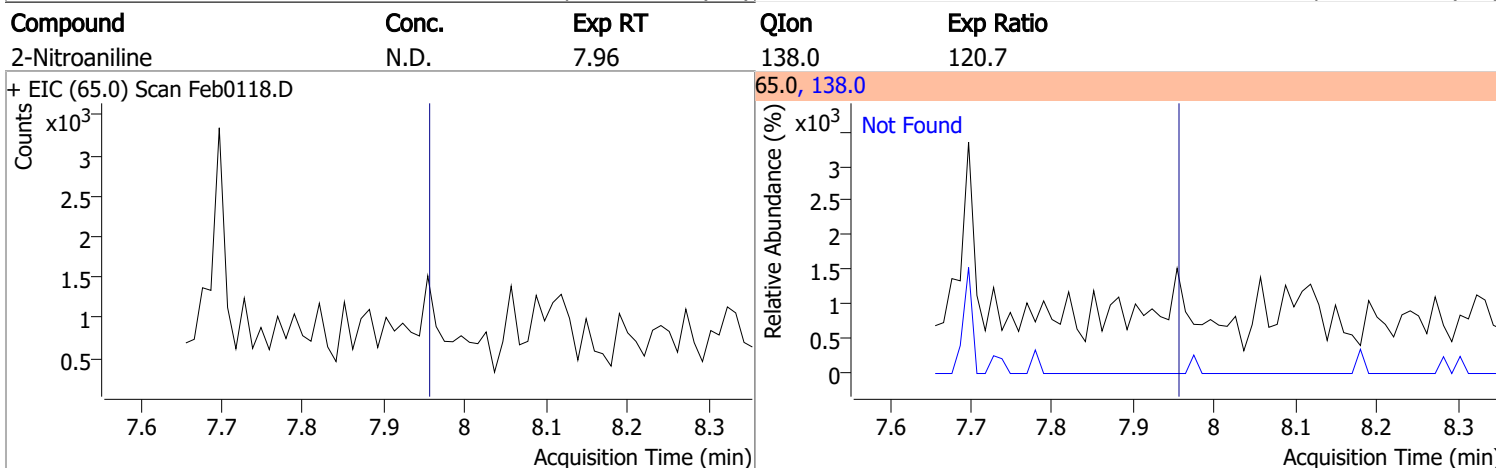 Compound Conc. Exp RT QIon Exp Ratio
2-Nitroaniline N.D. 7.96 138.0 120.7
+ EIC (65.0) Scan Feb0118.D
Counts
x10³
3
2.5
2
1.5
1
0.5
7.6 7.7 7.8 7.9 8 8.1 8.2 8.3
Acquisition Time (min)
65.0, 138.0
Relative Abundance (%)
x10³
Not Found
3
2.5
2
1.5
1
0.5
0
7.6 7.7 7.8 7.9 8 8.1 8.2 8.3
Acquisition Time (min)